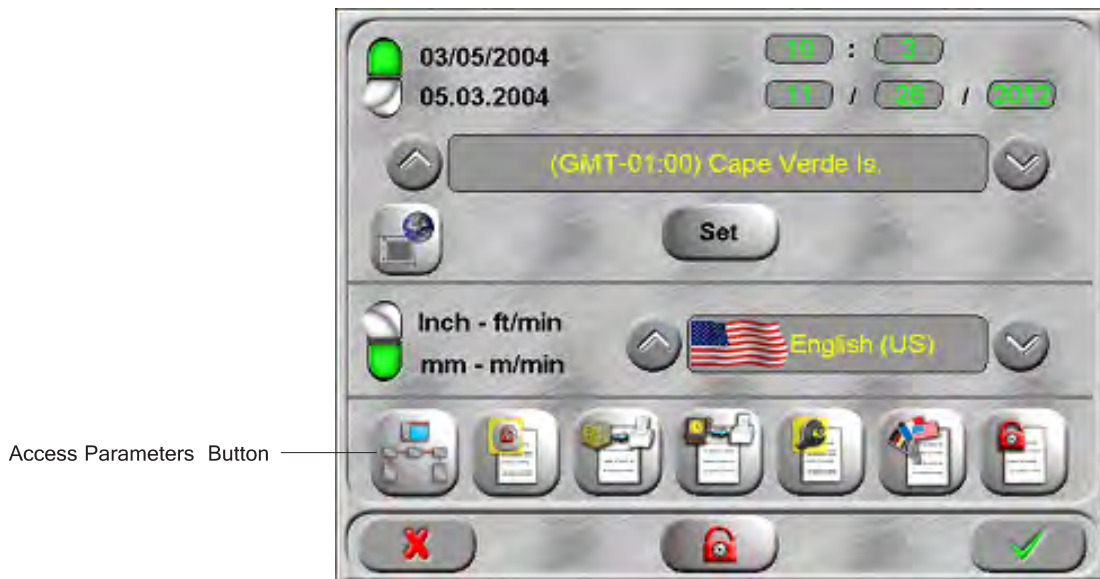 03/05/2004
10 : 3
05.03.2004
11 / 26 / 2012
(GMT-01:00) Cape Verde Is.
Set
Inch - ft/min
English (US)
mm - m/min
Access Parameters Button